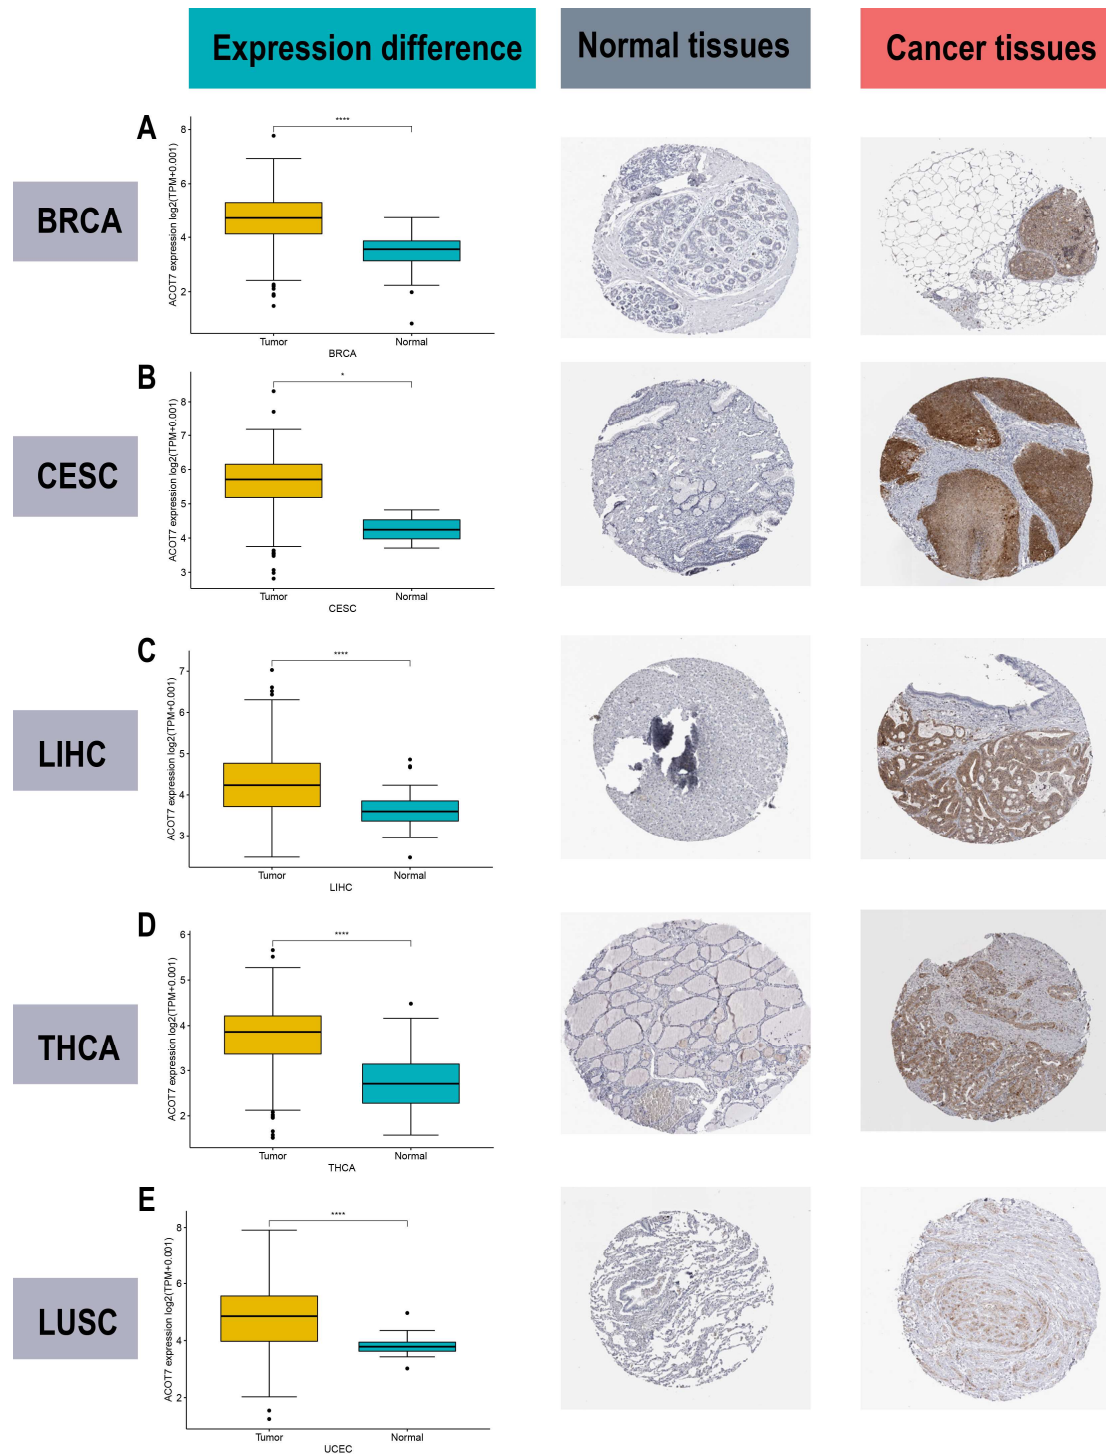 Expression difference
Normal tissues
Cancer tissues
A
BRCA
ACOT7 expression log2(TPM+0.001)
8
6
4
2
****
Tumor
Normal
BRCA
B
CESC
ACOT7 expression log2(TPM+0.001)
8
7
6
5
4
3
*
Tumor
Normal
CESC
C
LIHC
ACOT7 expression log2(TPM+0.001)
7
6
5
4
3
****
Tumor
Normal
LIHC
D
THCA
ACOT7 expression log2(TPM+0.001)
6
5
4
3
2
****
Tumor
Normal
THCA
E
LUSC
ACOT7 expression log2(TPM+0.001)
8
6
4
2
****
Tumor
Normal
UCEC